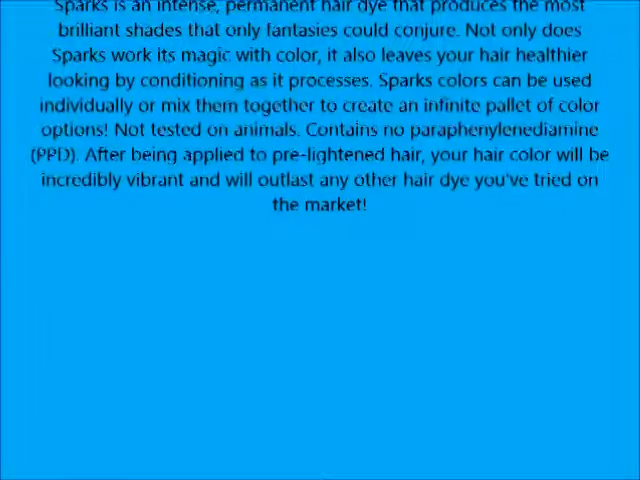 Sparks is an intense, permanent hair dye that produces the most
brilliant shades that only fantasies could conjure. Not only does
Sparks work its magic with color, it also leaves your hair healthier
looking by conditioning as it processes. Sparks colors can be used
individually or mix them together to create an infinite pallet of color
options! Not tested on animals. Contains no paraphenylenediamine
(PPD). After being applied to pre-lightened hair, your hair color will be
incredibly vibrant and will outlast any other hair dye you've tried on
the market!